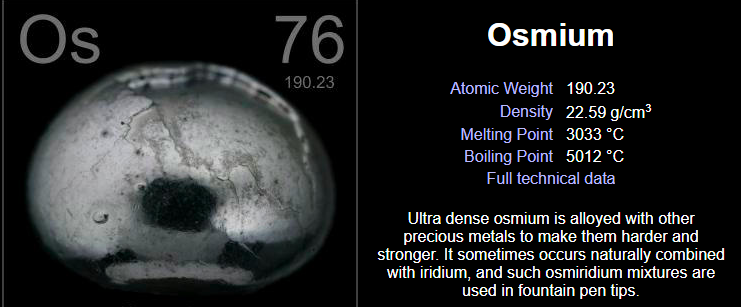 Os 76
190.23
Osmium
Atomic Weight 190.23
Density 22.59 g/cm³
Melting Point 3033 °C
Boiling Point 5012 °C
Full technical data
Ultra dense osmium is alloyed with other
precious metals to make them harder and
stronger. It sometimes occurs naturally combined
with iridium, and such osmiridium mixtures are
used in fountain pen tips.